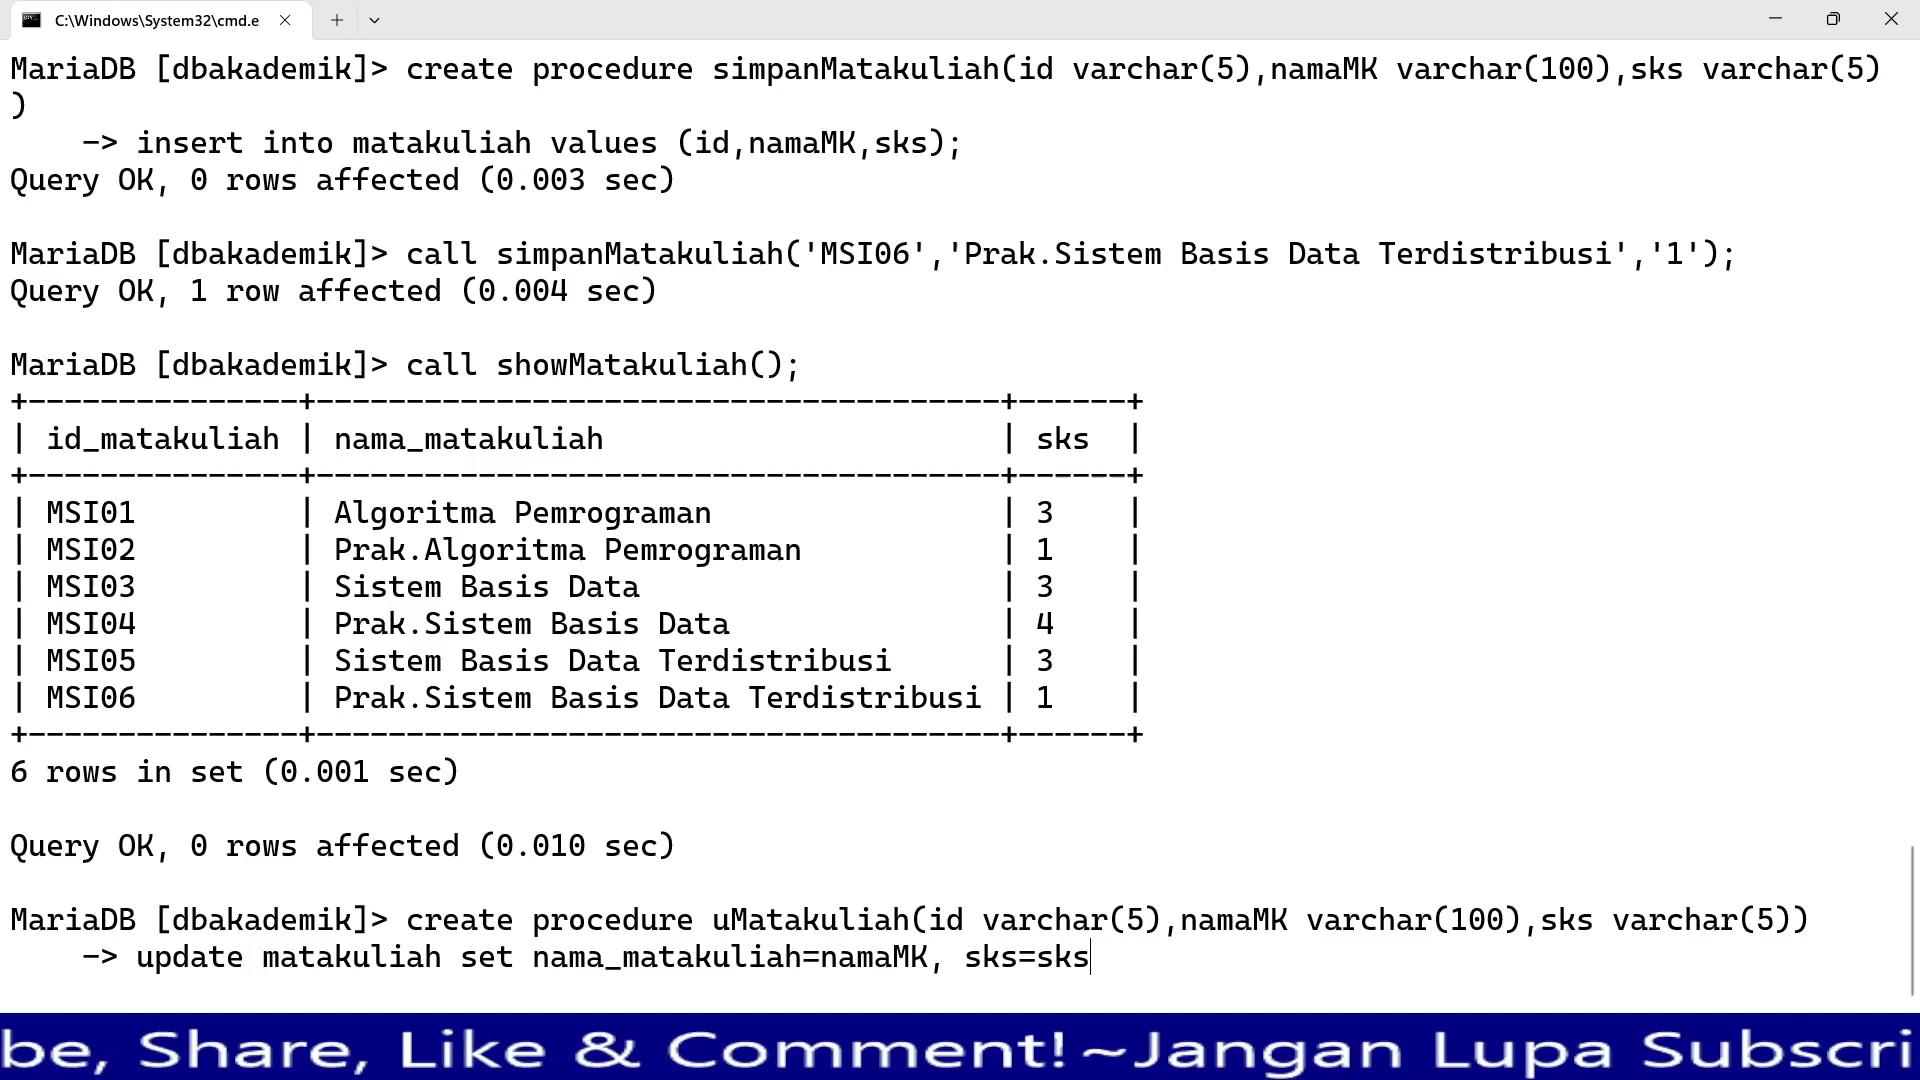 C:\Windows\System32\cmd.e
MariaDB [dbakademik]> create procedure simpanMatakuliah(id varchar(5),namaMK varchar(100),sks varchar(5)
)
    -> insert into matakuliah values (id,namaMK,sks);
Query OK, 0 rows affected (0.003 sec)
MariaDB [dbakademik]> call simpanMatakuliah('MSI06','Prak.Sistem Basis Data Terdistribusi','1');
Query OK, 1 row affected (0.004 sec)
MariaDB [dbakademik]> call showMatakuliah();
+---------------+--------------------------------------+------+
| id_matakuliah | nama_matakuliah                      | sks  |
+---------------+--------------------------------------+------+
| MSI01         | Algoritma Pemrograman                | 3    |
| MSI02         | Prak.Algoritma Pemrograman           | 1    |
| MSI03         | Sistem Basis Data                    | 3    |
| MSI04         | Prak.Sistem Basis Data               | 4    |
| MSI05         | Sistem Basis Data Terdistribusi      | 3    |
| MSI06         | Prak.Sistem Basis Data Terdistribusi | 1    |
+---------------+--------------------------------------+------+
6 rows in set (0.001 sec)
Query OK, 0 rows affected (0.010 sec)
MariaDB [dbakademik]> create procedure uMatakuliah(id varchar(5),namaMK varchar(100),sks varchar(5))
    -> update matakuliah set nama_matakuliah=namaMK, sks=sks
be, Share, Like & Comment! ~Jangan Lupa Subscri